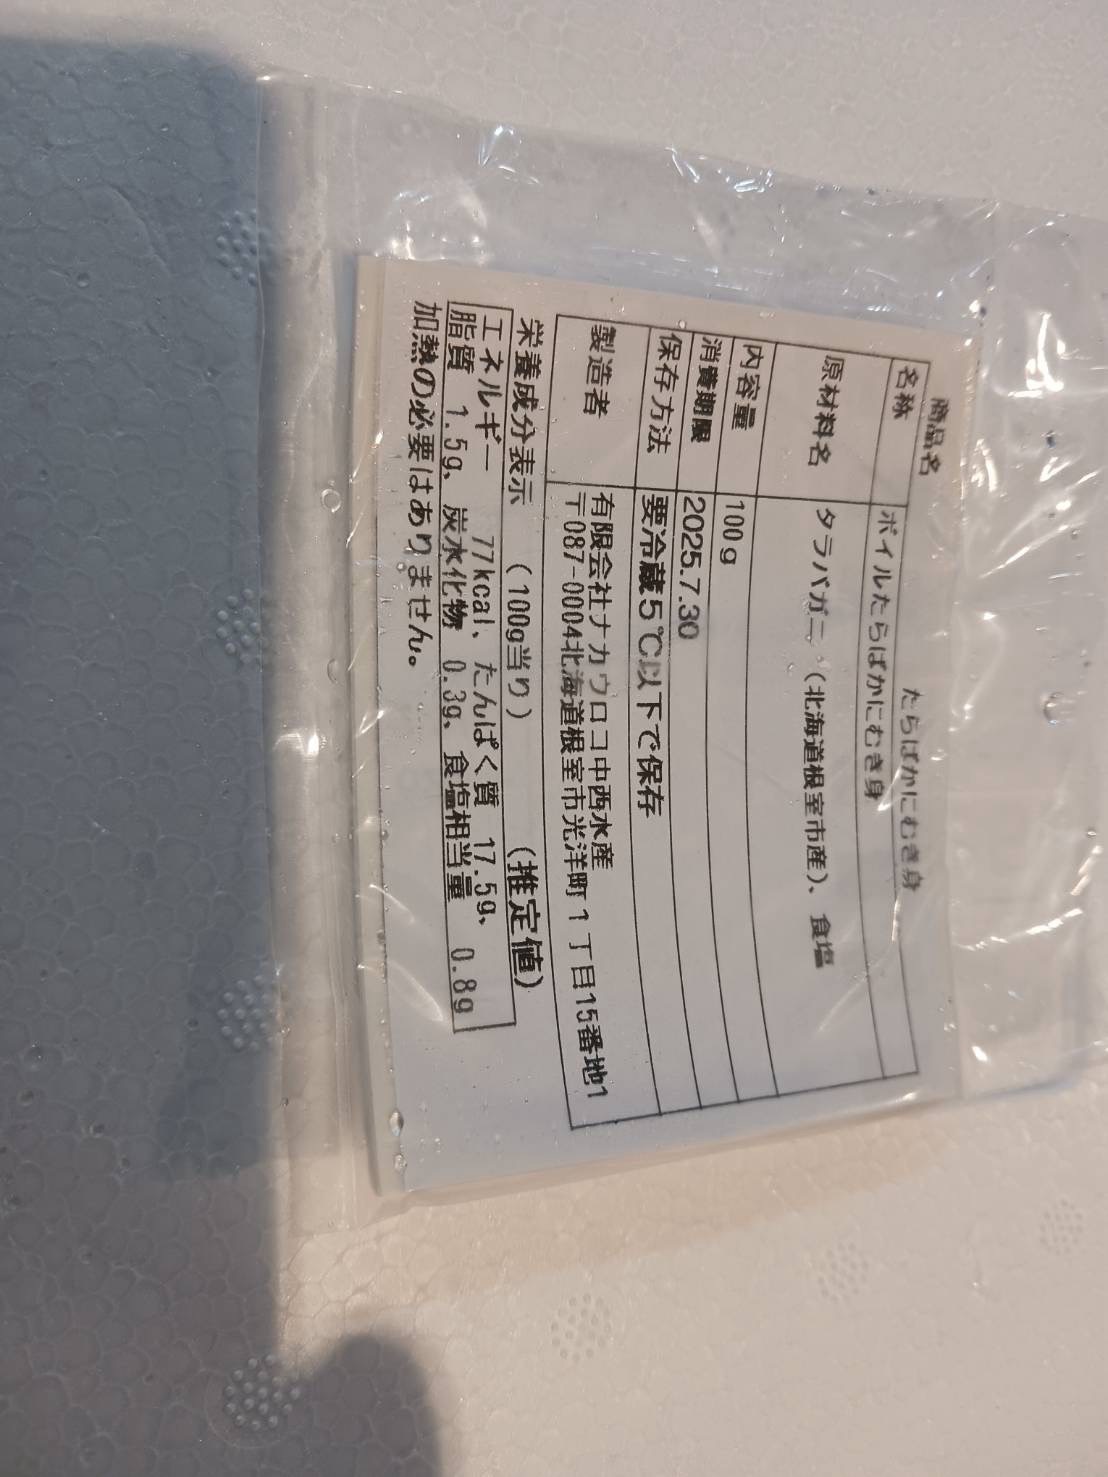 商品名 たらばかにむき身
名称 ボイルたらばかにむき身
原材料名 タラバガニ（北海道根室市産）、食塩
内容量 100g
消費期限 2025.7.30
保存方法 要冷蔵5℃以下で保存
製造者 有限会社ナカウロコ中西水産
〒087-0004北海道根室市光洋町1丁目15番地1
栄養成分表示 （100g当り） （推定値）
エネルギー 77kcal、たんぱく質 17.5g、
脂質 1.5g、炭水化物 0.3g、食塩相当量 0.8g
加熱の必要はありません。